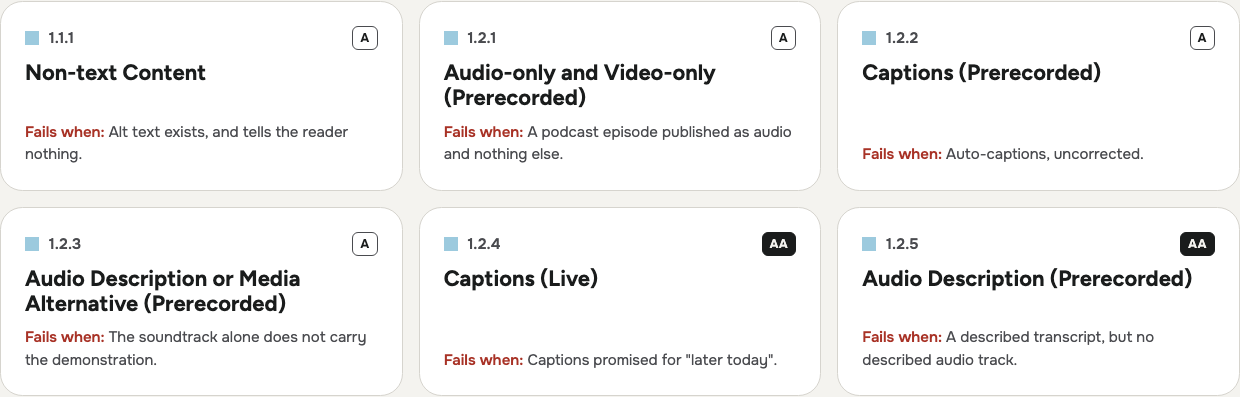 1.1.1 A
Non-text Content
Fails when: Alt text exists, and tells the reader
nothing.
1.2.1 A
Audio-only and Video-only
(Prerecorded)
Fails when: A podcast episode published as audio
and nothing else.
1.2.2 A
Captions (Prerecorded)
Fails when: Auto-captions, uncorrected.
1.2.3 A
Audio Description or Media
Alternative (Prerecorded)
Fails when: The soundtrack alone does not carry
the demonstration.
1.2.4 AA
Captions (Live)
Fails when: Captions promised for "later today".
1.2.5 AA
Audio Description (Prerecorded)
Fails when: A described transcript, but no
described audio track.